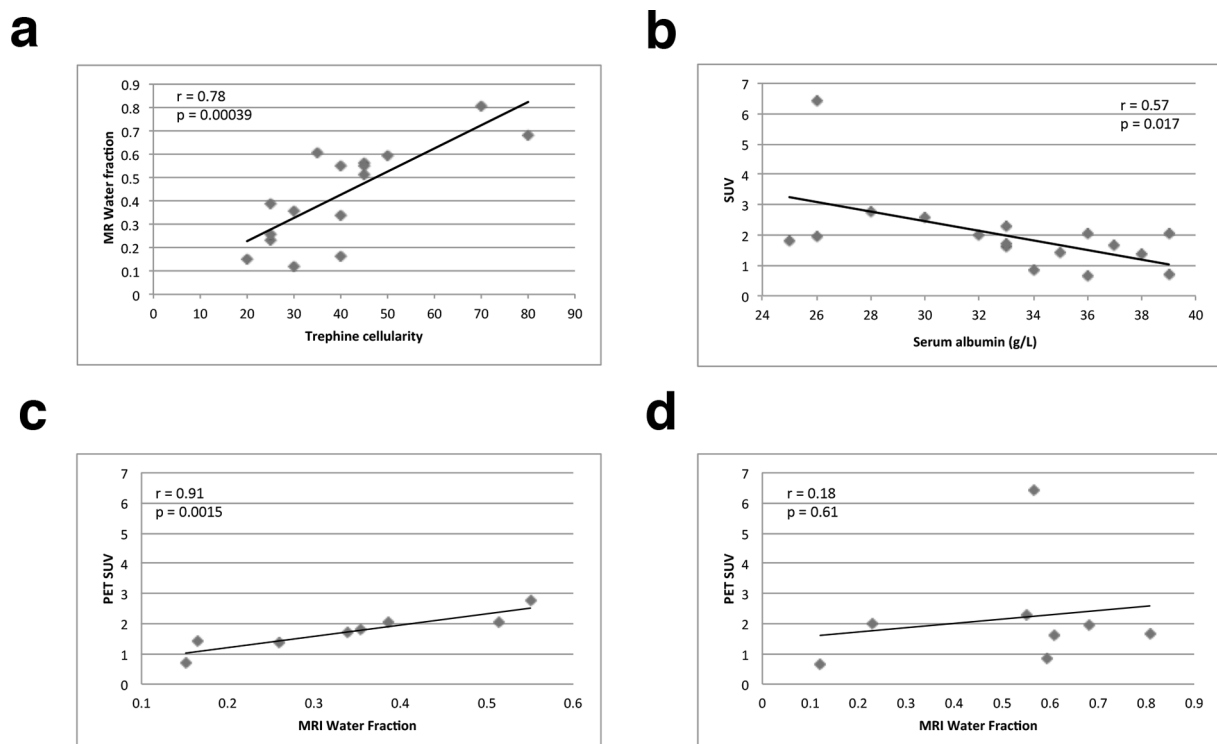 a
r = 0.78
p = 0.00039
MR Water fraction
0.9
0.8
0.7
0.6
0.5
0.4
0.3
0.2
0.1
0
0 10 20 30 40 50 60 70 80 90
Trephine cellularity
b
r = 0.57
p = 0.017
SUV
7
6
5
4
3
2
1
0
24 26 28 30 32 34 36 38 40
Serum albumin (g/L)
c
r = 0.91
p = 0.0015
PET SUV
7
6
5
4
3
2
1
0
0.1 0.2 0.3 0.4 0.5 0.6
MRI Water Fraction
d
r = 0.18
p = 0.61
PET SUV
7
6
5
4
3
2
1
0
0 0.1 0.2 0.3 0.4 0.5 0.6 0.7 0.8 0.9
MRI Water Fraction